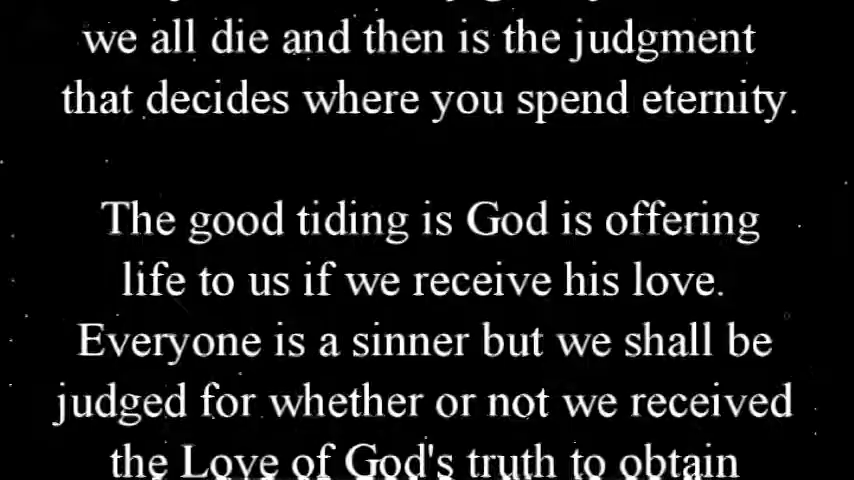 we all die and then is the judgment
that decides where you spend eternity.
The good tiding is God is offering
life to us if we receive his love.
Everyone is a sinner but we shall be
judged for whether or not we received
the Love of God's truth to obtain